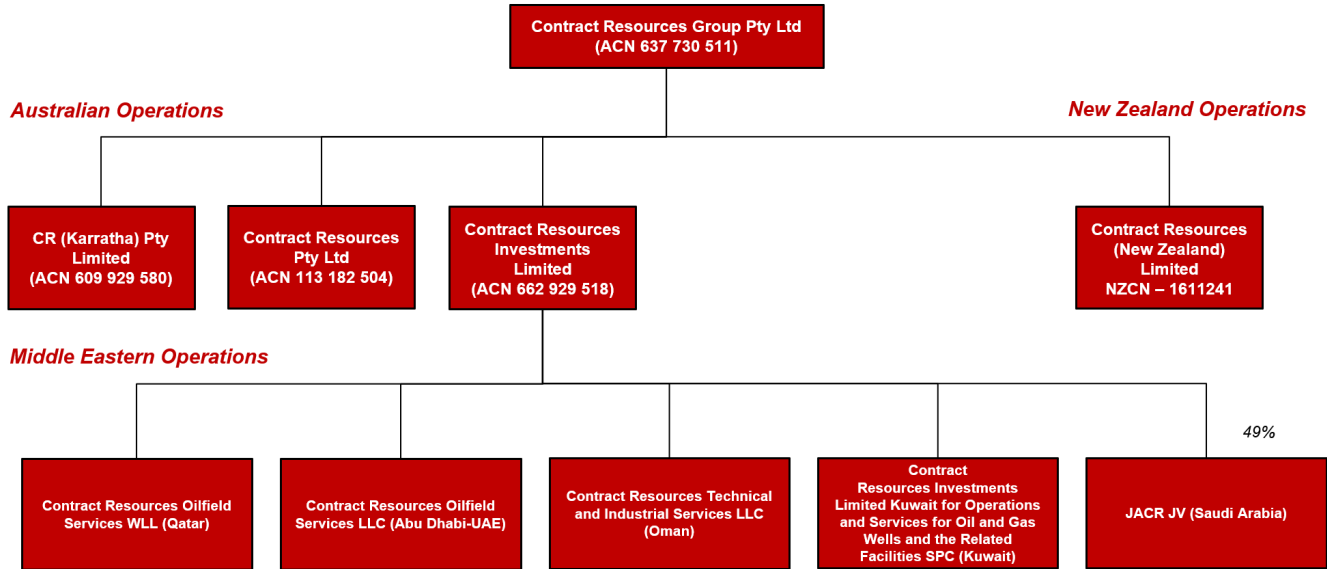 Contract Resources Group Pty Ltd
(ACN 637 730 511)
Australian Operations
New Zealand Operations
CR (Karratha) Pty
Limited
(ACN 609 929 580)
Contract Resources
Pty Ltd
(ACN 113 182 504)
Contract Resources
Investments
Limited
(ACN 662 929 518)
Contract Resources
(New Zealand)
Limited
NZCN – 1611241
Middle Eastern Operations
49%
Contract Resources Oilfield
Services WLL (Qatar)
Contract Resources Oilfield
Services LLC (Abu Dhabi-UAE)
Contract Resources Technical
and Industrial Services LLC
(Oman)
Contract
Resources Investments
Limited Kuwait for Operations
and Services for Oil and Gas
Wells and the Related
Facilities SPC (Kuwait)
JACR JV (Saudi Arabia)